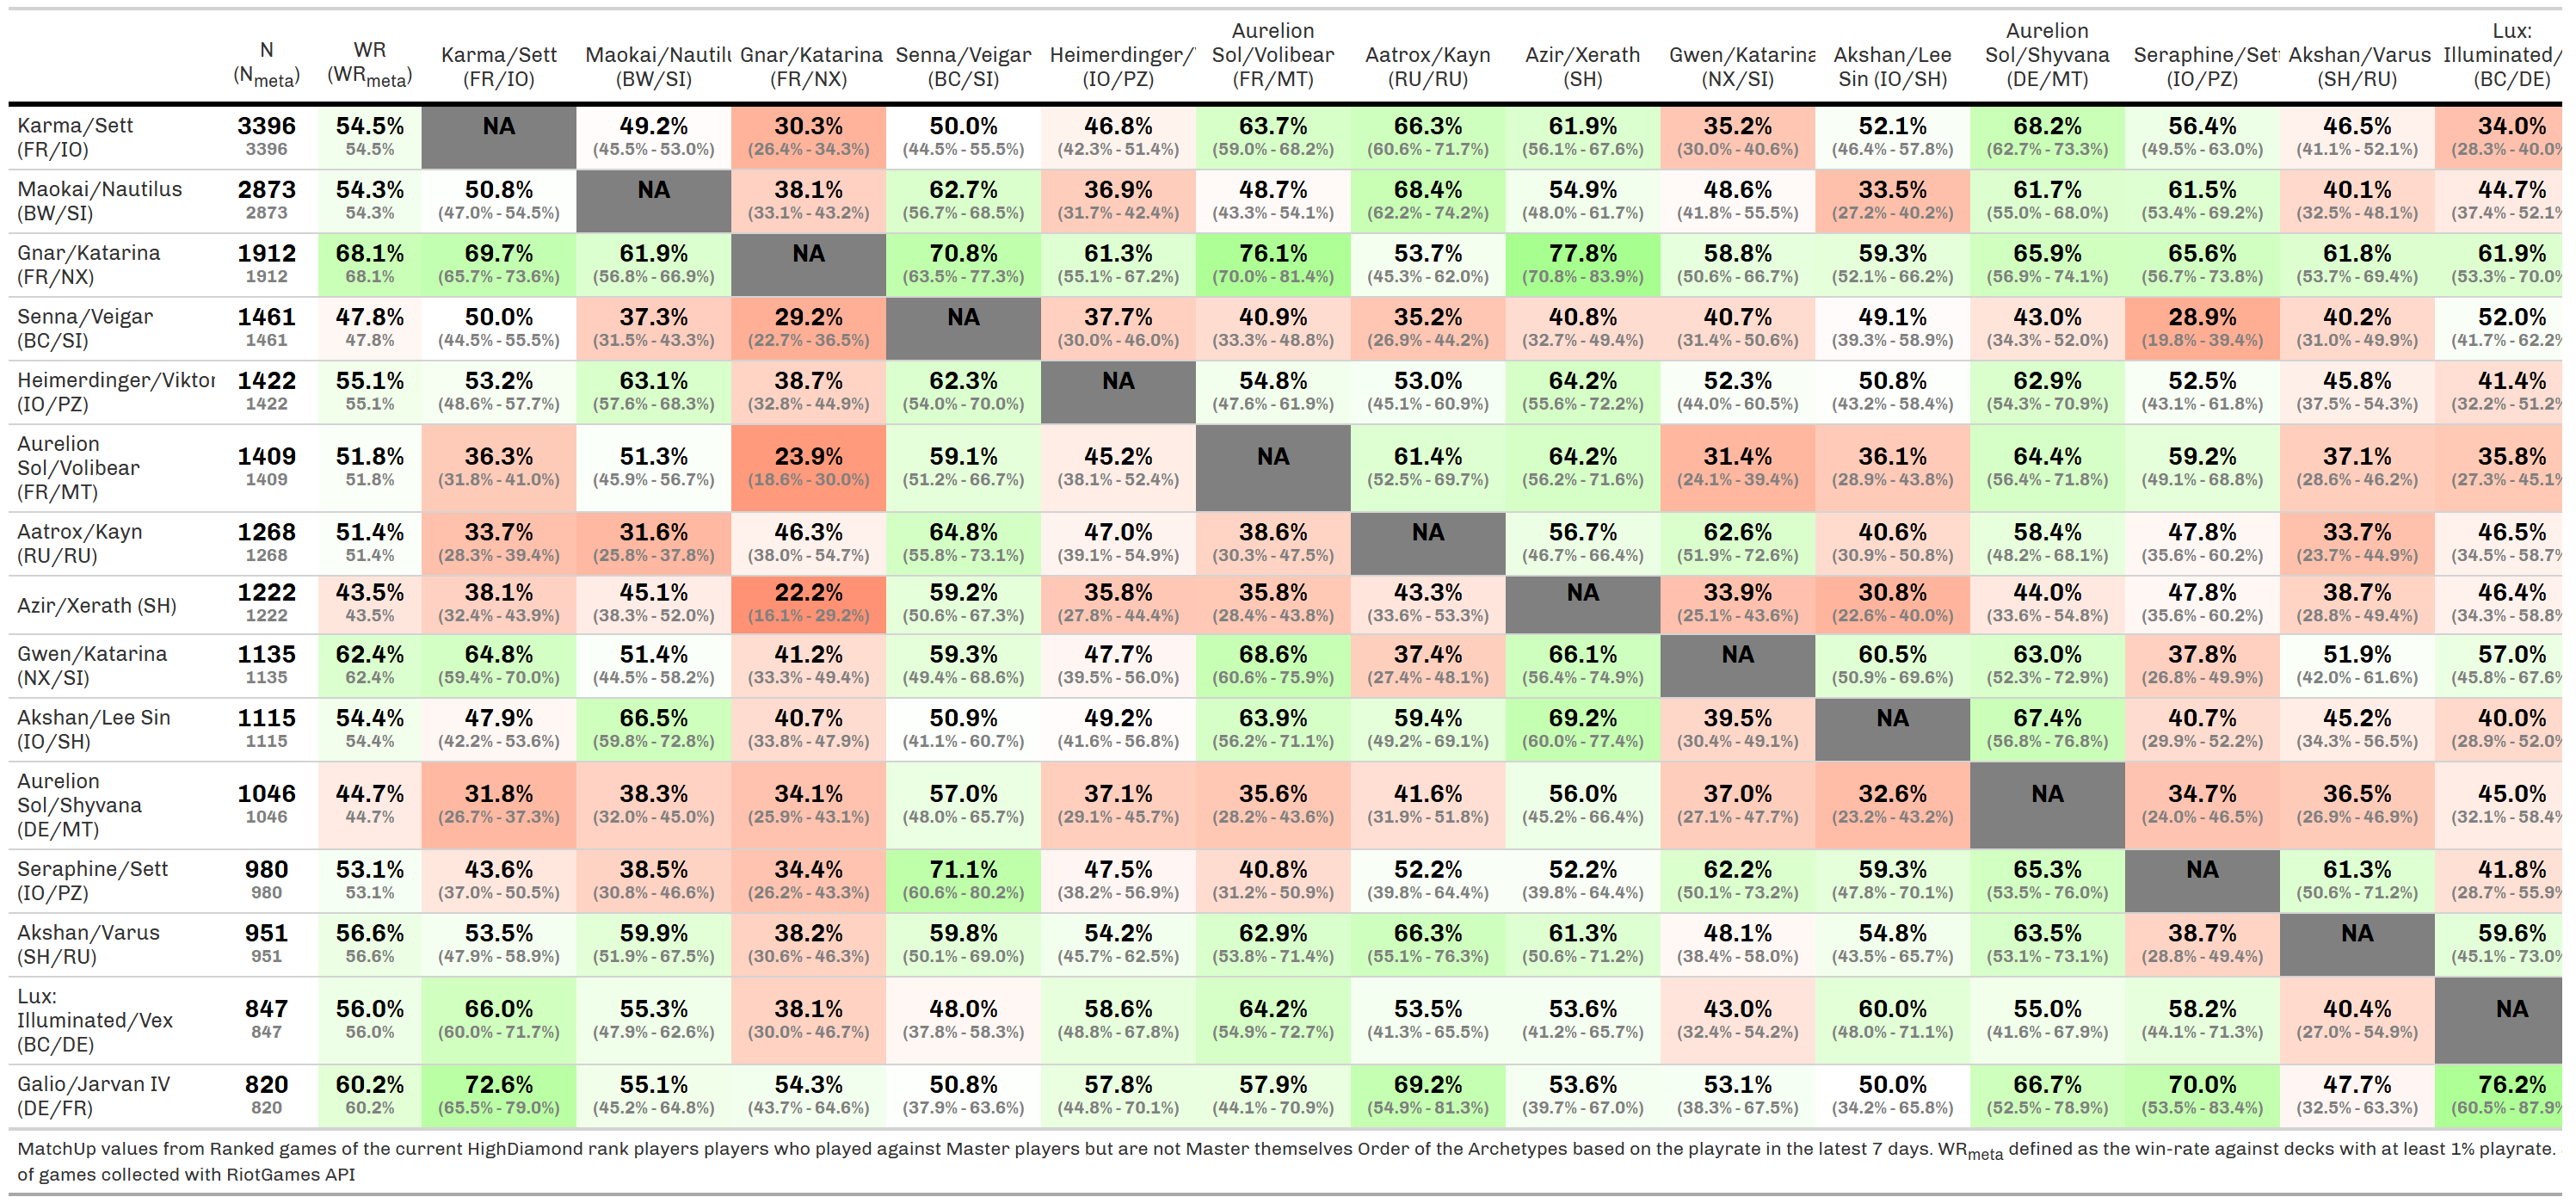 N (Nmeta) WR (WRmeta) Karma/Sett (FR/IO) Maokai/Nautilu (BW/SI) Gnar/Katarina (FR/NX) Senna/Veigar (BC/SI) Heimerdinger/ (IO/PZ) Aurelion Sol/Volibear (FR/MT) Aatrox/Kayn (RU/RU) Azir/Xerath (SH) Gwen/Katarina (NX/SI) Akshan/Lee Sin (IO/SH) Aurelion Sol/Shyvana (DE/MT) Seraphine/Set (IO/PZ) Akshan/Varus (SH/RU) Lux: Illuminated/ (BC/DE)
Karma/Sett 3396 54.5% NA 49.2% 30.3% 50.0% 46.8% 63.7% 66.3% 61.9% 35.2% 52.1% 68.2% 56.4% 46.5% 34.0%
(FR/IO) 3396 54.5% (45.5% - 53.0%) (26.4% - 34.3%) (44.5% - 55.5%) (42.3% - 51.4%) (59.0% - 68.2%) (60.6% - 71.7%) (56.1% - 67.6%) (30.0% - 40.6%) (46.4% - 57.8%) (62.7% - 73.3%) (49.5% - 63.0%) (41.1% - 52.1%) (28.3% - 40.0%
Maokai/Nautilus 2873 54.3% 50.8% NA 38.1% 62.7% 36.9% 48.7% 68.4% 54.9% 48.6% 33.5% 61.7% 61.5% 40.1% 44.7%
(BW/SI) 2873 54.3% (47.0% - 54.5%) (33.1% - 43.2%) (56.7% - 68.5%) (31.7% - 42.4%) (43.3% - 54.1%) (62.2% - 74.2%) (48.0% - 61.7%) (41.8% - 55.5%) (27.2% - 40.2%) (55.0% - 68.0%) (53.4% - 69.2%) (32.5% - 48.1%) (37.4% - 52.1%
Gnar/Katarina 1912 68.1% 69.7% 61.9% NA 70.8% 61.3% 76.1% 53.7% 77.8% 58.8% 59.3% 65.9% 65.6% 61.8% 61.9%
(FR/NX) 1912 68.1% (65.7% - 73.6%) (56.8% - 66.9%) (63.5% - 77.3%) (55.1% - 67.2%) (70.0% - 81.4%) (45.3% - 62.0%) (70.8% - 83.9%) (50.6% - 66.7%) (52.1% - 66.2%) (56.9% - 74.1%) (56.7% - 73.8%) (53.7% - 69.4%) (53.3% - 70.0%
Senna/Veigar 1461 47.8% 50.0% 37.3% 29.2% NA 37.7% 40.9% 35.2% 40.8% 40.7% 49.1% 43.0% 28.9% 40.2% 52.0%
(BC/SI) 1461 47.8% (44.5% - 55.5%) (31.5% - 43.3%) (22.7% - 36.5%) (30.0% - 46.0%) (33.3% - 48.8%) (26.9% - 44.2%) (32.7% - 49.4%) (31.4% - 50.6%) (39.3% - 58.9%) (34.3% - 52.0%) (19.8% - 39.4%) (31.0% - 49.9%) (41.7% - 62.2%
Heimerdinger/Viktor 1422 55.1% 53.2% 63.1% 38.7% 62.3% NA 54.8% 53.0% 64.2% 52.3% 50.8% 62.9% 52.5% 45.8% 41.4%
(IO/PZ) 1422 55.1% (48.6% - 57.7%) (57.6% - 68.3%) (32.8% - 44.9%) (54.0% - 70.0%) (47.6% - 61.9%) (45.1% - 60.9%) (55.6% - 72.2%) (44.0% - 60.5%) (43.2% - 58.4%) (54.3% - 70.9%) (43.1% - 61.8%) (37.5% - 54.3%) (32.2% - 51.2%
Aurelion
Sol/Volibear 1409 51.8% 36.3% 51.3% 23.9% 59.1% 45.2% NA 61.4% 64.2% 31.4% 36.1% 64.4% 59.2% 37.1% 35.8%
(FR/MT) 1409 51.8% (31.8% - 41.0%) (45.9% - 56.7%) (18.6% - 30.0%) (51.2% - 66.7%) (38.1% - 52.4%) (52.5% - 69.7%) (56.2% - 71.6%) (24.1% - 39.4%) (28.9% - 43.8%) (56.4% - 71.8%) (49.1% - 68.8%) (28.6% - 46.2%) (27.3% - 45.1%
Aatrox/Kayn 1268 51.4% 33.7% 31.6% 46.3% 64.8% 47.0% 38.6% NA 56.7% 62.6% 40.6% 58.4% 47.8% 33.7% 46.5%
(RU/RU) 1268 51.4% (28.3% - 39.4%) (25.8% - 37.8%) (38.0% - 54.7%) (55.8% - 73.1%) (39.1% - 54.9%) (30.3% - 47.5%) (46.7% - 66.4%) (51.9% - 72.6%) (30.9% - 50.8%) (48.2% - 68.1%) (35.6% - 60.2%) (23.7% - 44.9%) (34.5% - 58.7%
Azir/Xerath (SH) 1222 43.5% 38.1% 45.1% 22.2% 59.2% 35.8% 35.8% 43.3% NA 33.9% 30.8% 44.0% 47.8% 38.7% 46.4%
1222 43.5% (32.4% - 43.9%) (38.3% - 52.0%) (16.1% - 29.2%) (50.6% - 67.3%) (27.8% - 44.4%) (28.4% - 43.8%) (33.6% - 53.3%) (25.1% - 43.6%) (22.6% - 40.0%) (33.6% - 54.8%) (35.6% - 60.2%) (28.8% - 49.4%) (34.3% - 58.8%
Gwen/Katarina 1135 62.4% 64.8% 51.4% 41.2% 59.3% 47.7% 68.6% 37.4% 66.1% NA 60.5% 63.0% 37.8% 51.9% 57.0%
(NX/SI) 1135 62.4% (59.4% - 70.0%) (44.5% - 58.2%) (33.3% - 49.4%) (49.4% - 68.6%) (39.5% - 56.0%) (60.6% - 75.9%) (27.4% - 48.1%) (56.4% - 74.9%) (50.9% - 69.6%) (52.3% - 72.9%) (26.8% - 49.9%) (42.0% - 61.6%) (45.8% - 67.6%
Akshan/Lee Sin 1115 54.4% 47.9% 66.5% 40.7% 50.9% 49.2% 63.9% 59.4% 69.2% 39.5% NA 67.4% 40.7% 45.2% 40.0%
(IO/SH) 1115 54.4% (42.2% - 53.6%) (59.8% - 72.8%) (33.8% - 47.9%) (41.1% - 60.7%) (41.6% - 56.8%) (56.2% - 71.1%) (49.2% - 69.1%) (60.0% - 77.4%) (30.4% - 49.1%) (56.8% - 76.8%) (29.9% - 52.2%) (34.3% - 56.5%) (28.9% - 52.0%
Aurelion
Sol/Shyvana 1046 44.7% 31.8% 38.3% 34.1% 57.0% 37.1% 35.6% 41.6% 56.0% 37.0% 32.6% NA 34.7% 36.5% 45.0%
(DE/MT) 1046 44.7% (26.7% - 37.3%) (32.0% - 45.0%) (25.9% - 43.1%) (48.0% - 65.7%) (29.1% - 45.7%) (28.2% - 43.6%) (31.9% - 51.8%) (45.2% - 66.4%) (27.1% - 47.7%) (23.2% - 43.2%) (24.0% - 46.5%) (26.9% - 46.9%) (32.1% - 58.4%
Seraphine/Sett 980 53.1% 43.6% 38.5% 34.4% 71.1% 47.5% 40.8% 52.2% 52.2% 62.2% 59.3% 65.3% NA 61.3% 41.8%
(IO/PZ) 980 53.1% (37.0% - 50.5%) (30.8% - 46.6%) (26.2% - 43.3%) (60.6% - 80.2%) (38.2% - 56.9%) (31.2% - 50.9%) (39.8% - 64.4%) (39.8% - 64.4%) (50.1% - 73.2%) (47.8% - 70.1%) (53.5% - 76.0%) (50.6% - 71.2%) (28.7% - 55.9%
Akshan/Varus 951 56.6% 53.5% 59.9% 38.2% 59.8% 54.2% 62.9% 66.3% 61.3% 48.1% 54.8% 63.5% 38.7% NA 59.6%
(SH/RU) 951 56.6% (47.9% - 58.9%) (51.9% - 67.5%) (30.6% - 46.3%) (50.1% - 69.0%) (45.7% - 62.5%) (53.8% - 71.4%) (55.1% - 76.3%) (50.6% - 71.2%) (38.4% - 58.0%) (43.5% - 65.7%) (53.1% - 73.1%) (28.8% - 49.4%) (45.1% - 73.0%
Lux:
Illuminated/Vex 847 56.0% 66.0% 55.3% 38.1% 48.0% 58.6% 64.2% 53.5% 53.6% 43.0% 60.0% 55.0% 58.2% 40.4% NA
(BC/DE) 847 56.0% (60.0% - 71.7%) (47.9% - 62.6%) (30.0% - 46.7%) (37.8% - 58.3%) (48.8% - 67.8%) (54.9% - 72.7%) (41.3% - 65.5%) (41.2% - 65.7%) (32.4% - 54.2%) (48.0% - 71.1%) (41.6% - 67.9%) (44.1% - 71.3%) (27.0% - 54.9%)
Galio/Jarvan IV 820 60.2% 72.6% 55.1% 54.3% 50.8% 57.8% 57.9% 69.2% 53.6% 53.1% 50.0% 66.7% 70.0% 47.7% 76.2%
(DE/FR) 820 60.2% (65.5% - 79.0%) (45.2% - 64.8%) (43.7% - 64.6%) (37.9% - 63.6%) (44.8% - 70.1%) (44.1% - 70.9%) (54.9% - 81.3%) (39.7% - 67.0%) (38.3% - 67.5%) (34.2% - 65.8%) (52.5% - 78.9%) (53.5% - 83.4%) (32.5% - 63.3%) (60.5% - 87.9%
MatchUp values from Ranked games of the current HighDiamond rank players players who played against Master players but are not Master themselves Order of the Archetypes based on the playrate in the latest 7 days. WRmeta defined as the win-rate against decks with at least 1% playrate.
of games collected with RiotGames API